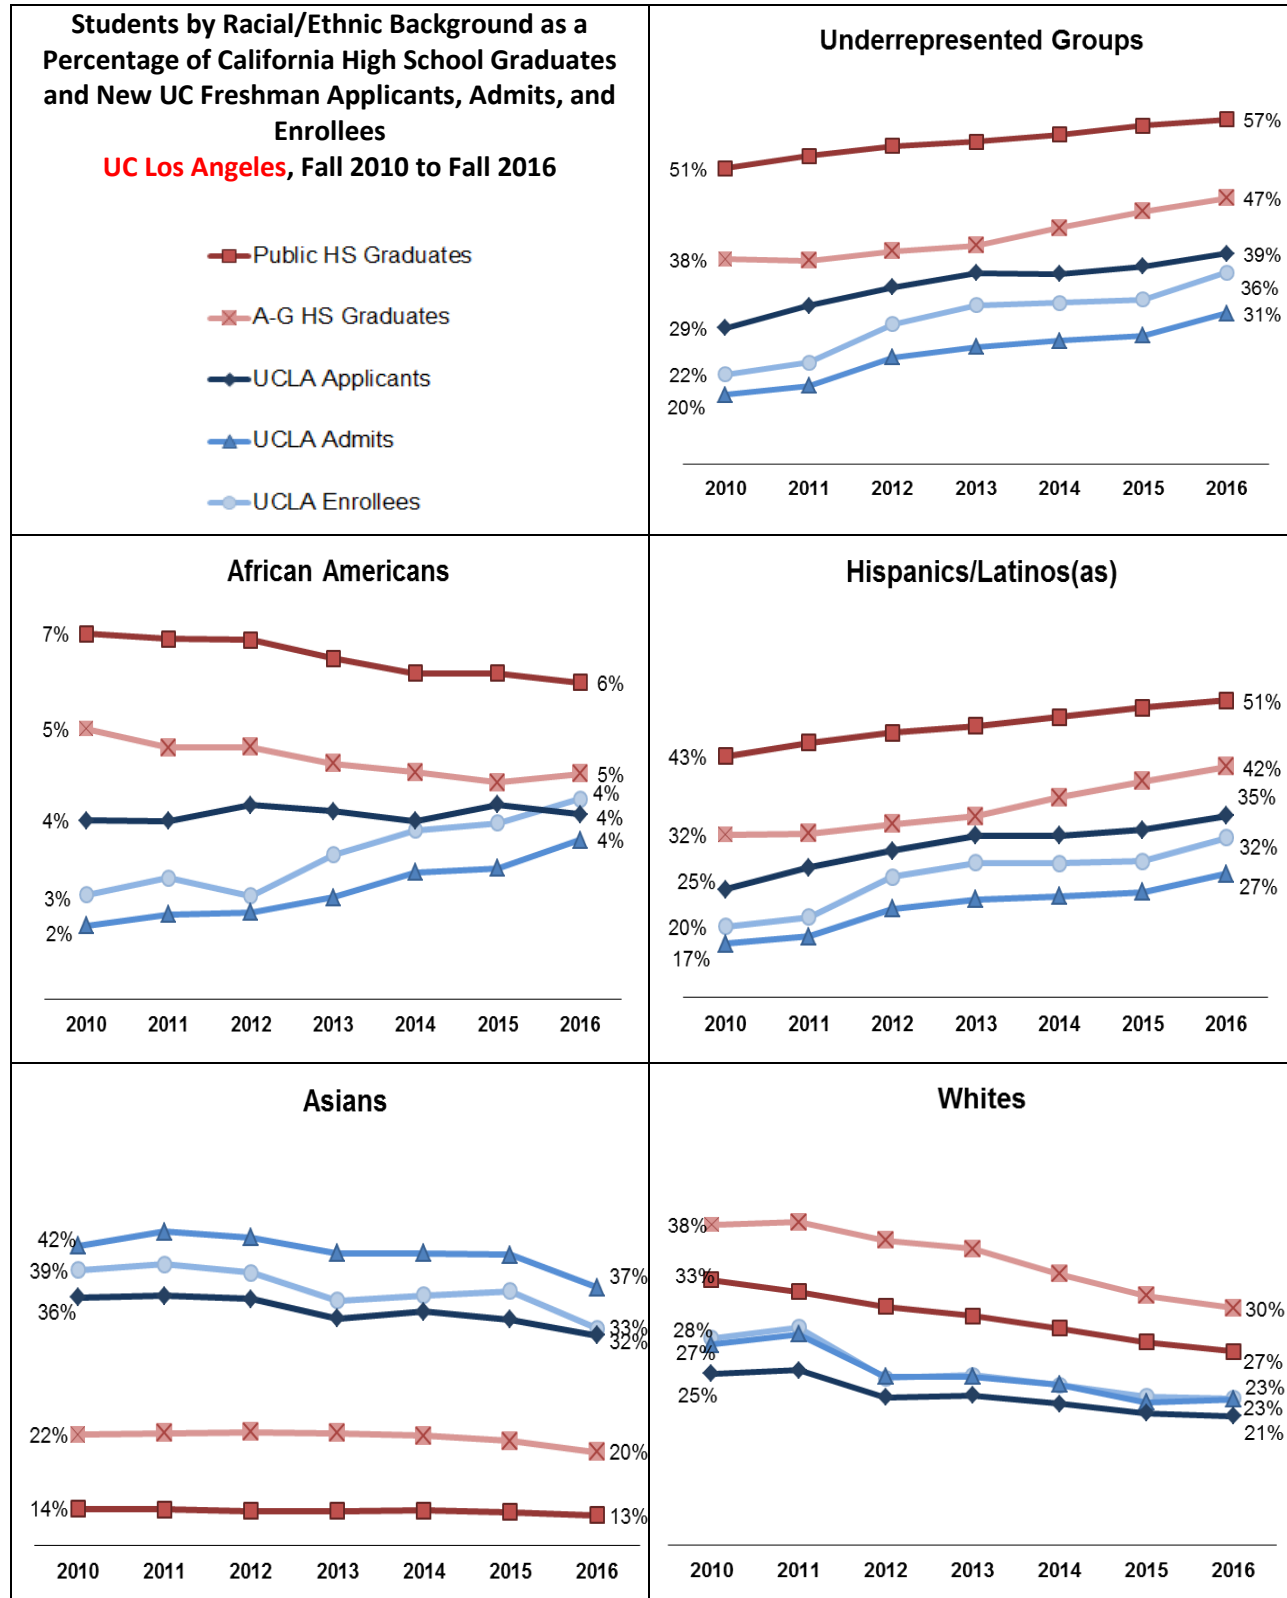 Students by Racial/Ethnic Background as a
Percentage of California High School Graduates
and New UC Freshman Applicants, Admits, and
Enrollees
UC Los Angeles, Fall 2010 to Fall 2016
Public HS Graduates
A-G HS Graduates
UCLA Applicants
UCLA Admits
UCLA Enrollees
Underrepresented Groups
57%
51%
47%
38%
39%
36%
29%
31%
22%
20%
2010 2011 2012 2013 2014 2015 2016
African Americans
7%
6%
5%
5%
4%
4%
4%
4%
3%
2%
2010 2011 2012 2013 2014 2015 2016
Hispanics/Latinos(as)
51%
43%
42%
35%
32%
32%
25%
27%
20%
17%
2010 2011 2012 2013 2014 2015 2016
Asians
42%
39%
37%
36%
33%
32%
22%
20%
14%
13%
2010 2011 2012 2013 2014 2015 2016
Whites
38%
33%
30%
28%
27%
27%
25%
23%
23%
21%
2010 2011 2012 2013 2014 2015 2016